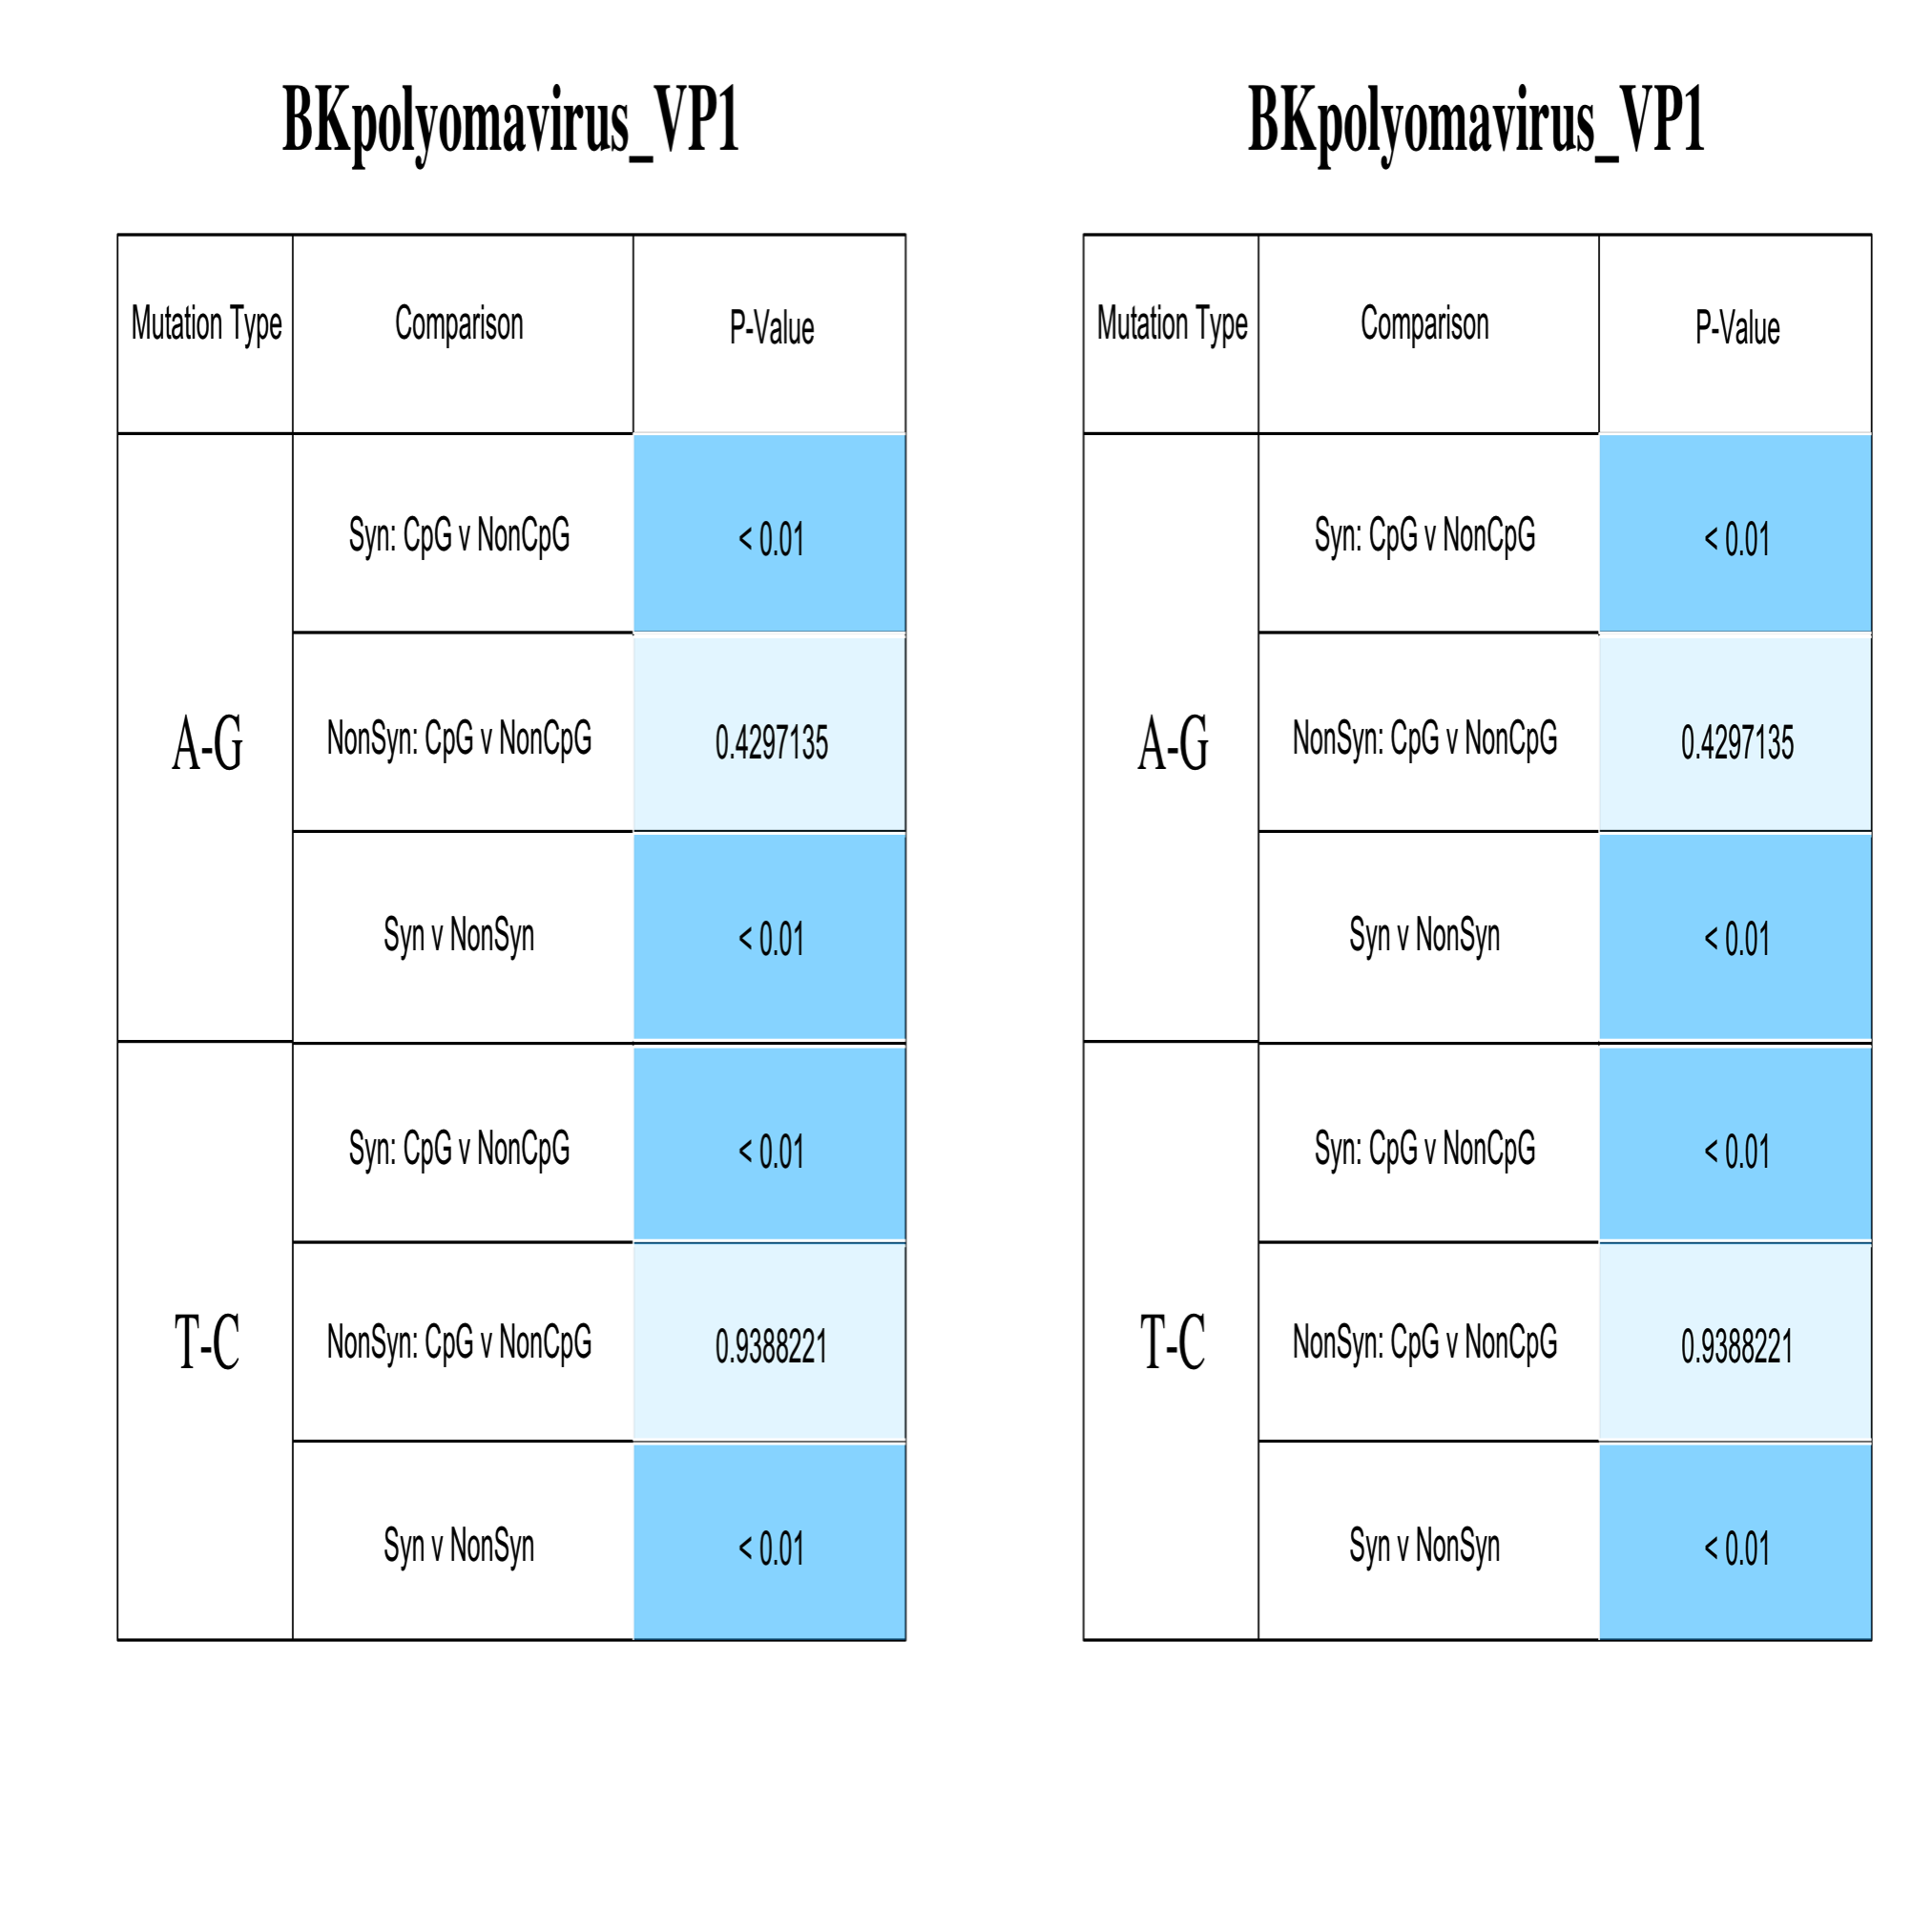 BKpolyomavirus_VP1
Mutation Type Comparison P-Value
Syn: CpG v NonCpG < 0.01
A-G NonSyn: CpG v NonCpG 0.4297135
Syn v NonSyn < 0.01
Syn: CpG v NonCpG < 0.01
T-C NonSyn: CpG v NonCpG 0.9388221
Syn v NonSyn < 0.01
BKpolyomavirus_VP1
Mutation Type Comparison P-Value
Syn: CpG v NonCpG < 0.01
A-G NonSyn: CpG v NonCpG 0.4297135
Syn v NonSyn < 0.01
Syn: CpG v NonCpG < 0.01
T-C NonSyn: CpG v NonCpG 0.9388221
Syn v NonSyn < 0.01